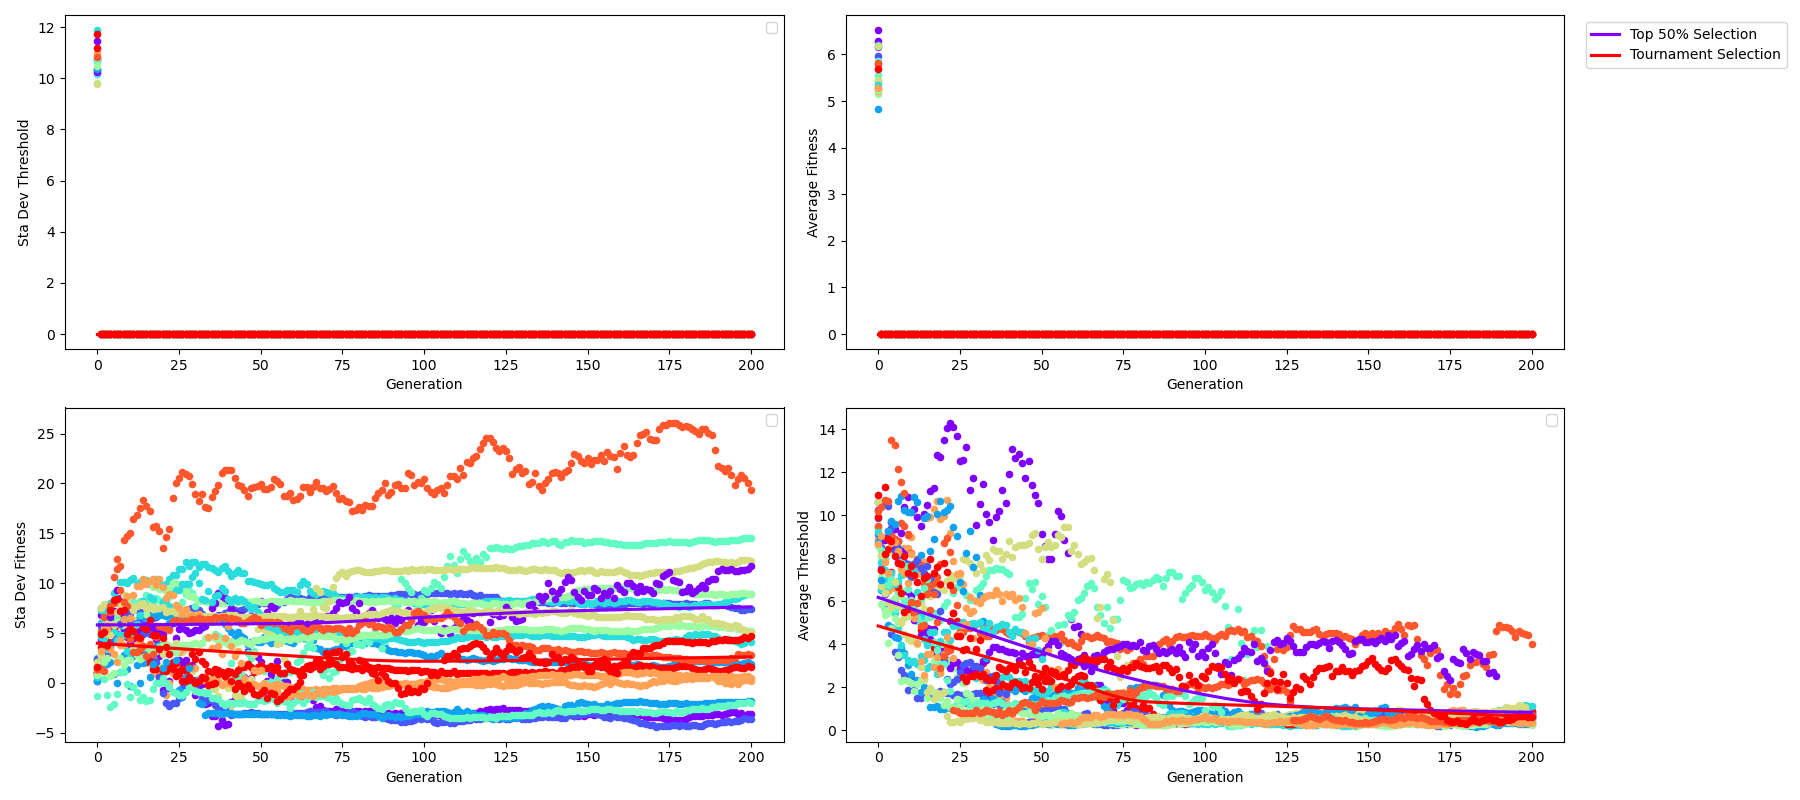 12
10
8
6
4
2
0
Sta Dev Threshold
0 25 50 75 100 125 150 175 200
Generation
6
5
4
3
2
1
0
Average Fitness
0 25 50 75 100 125 150 175 200
Generation
Top 50% Selection
Tournament Selection
25
20
15
10
5
0
−5
Sta Dev Fitness
0 25 50 75 100 125 150 175 200
Generation
14
12
10
8
6
4
2
0
Average Threshold
0 25 50 75 100 125 150 175 200
Generation